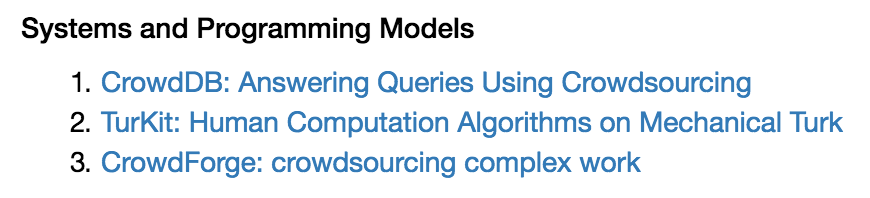 Systems and Programming Models
1. CrowdDB: Answering Queries Using Crowdsourcing
2. TurKit: Human Computation Algorithms on Mechanical Turk
3. CrowdForge: crowdsourcing complex work